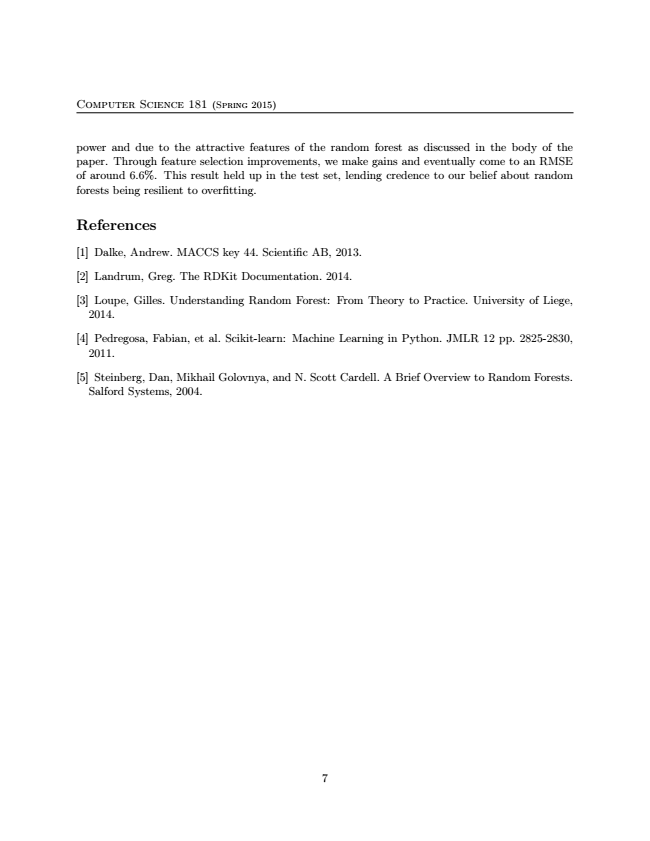 Computer Science 181 (Spring 2015)
power and due to the attractive features of the random forest as discussed in the body of the
paper. Through feature selection improvements, we make gains and eventually come to an RMSE
of around 6.6%. This result held up in the test set, lending credence to our belief about random
forests being resilient to overfitting.
References
[1] Dalke, Andrew. MACCS key 44. Scientific AB, 2013.
[2] Landrum, Greg. The RDKit Documentation. 2014.
[3] Loupe, Gilles. Understanding Random Forest: From Theory to Practice. University of Liege,
2014.
[4] Pedregosa, Fabian, et al. Scikit-learn: Machine Learning in Python. JMLR 12 pp. 2825-2830,
2011.
[5] Steinberg, Dan, Mikhail Golovnya, and N. Scott Cardell. A Brief Overview to Random Forests.
Salford Systems, 2004.
7